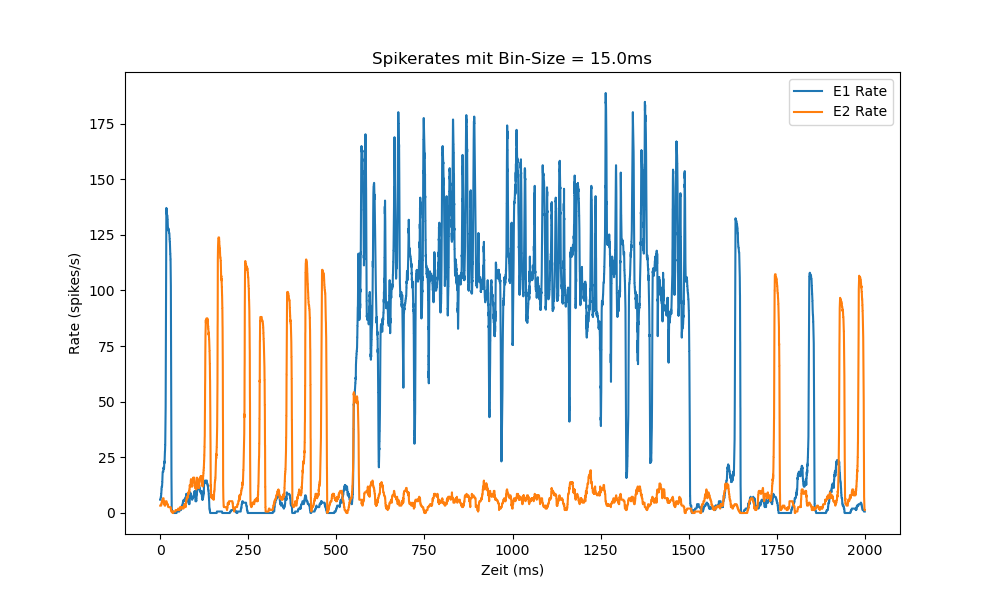 Spikerates mit Bin-Size = 15.0ms
E1 Rate
E2 Rate
Rate (spikes/s)
175
150
125
100
75
50
25
0
0 250 500 750 1000 1250 1500 1750 2000
Zeit (ms)